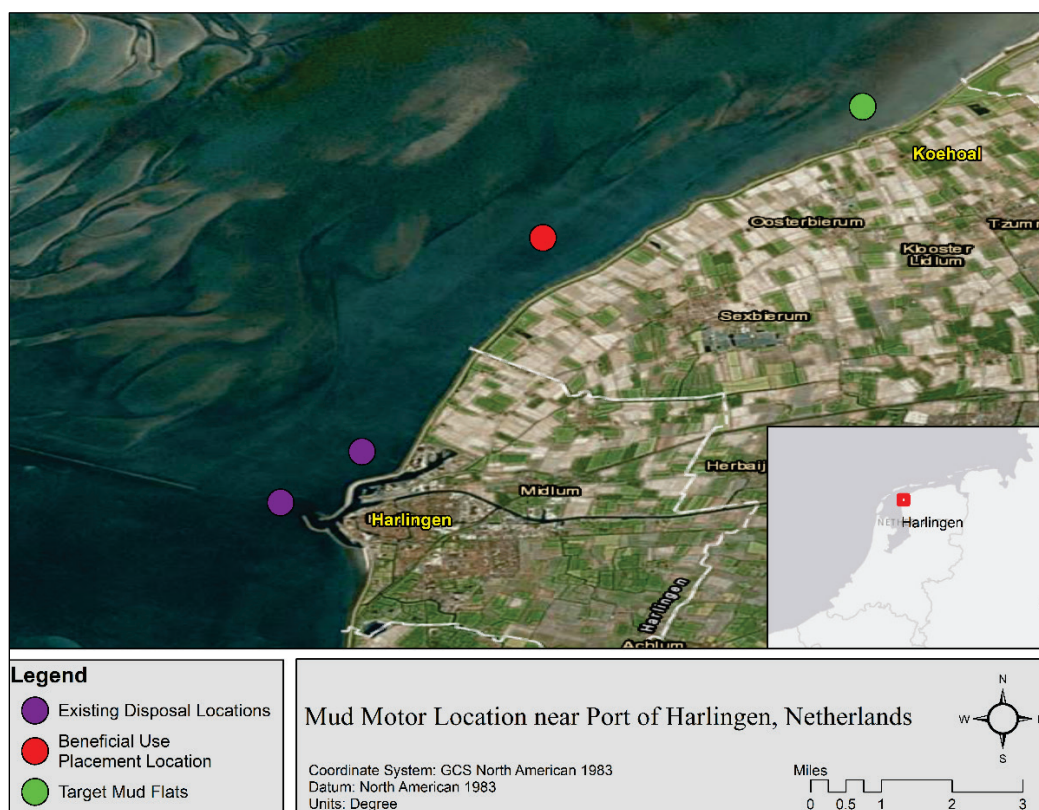 Koehoal
Oosterbierum
Tzumm
Klooster
Lidlum
Sexbierum
Herbaij
Midlum
Harlingen
Harlingen
Achlum
NETH
Harlingen
Legend
Existing Disposal Locations
Beneficial Use
Placement Location
Target Mud Flats
Mud Motor Location near Port of Harlingen, Netherlands
Coordinate System: GCS North American 1983
Datum: North American 1983
Units: Degree
N
W
S
Miles
0 0.5 1 2 3